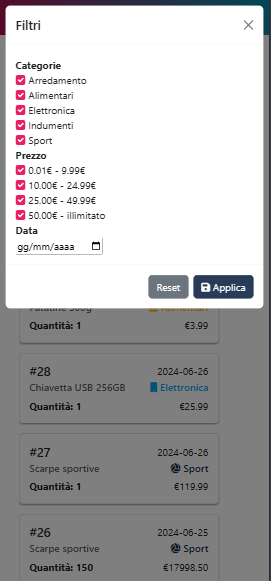 Filtri
Categorie
Arredamento
Alimentari
Elettronica
Indumenti
Sport
Prezzo
0.01€ - 9.99€
10.00€ - 24.99€
25.00€ - 49.99€
50.00€ - illimitato
Data
gg/mm/aaaa
Reset Applica
Patatine 300g Alimentari
Quantità: 1 €3.99
#28 2024-06-26
Chiavetta USB 256GB Elettronica
Quantità: 1 €25.99
#27 2024-06-26
Scarpe sportive Sport
Quantità: 1 €119.99
#26 2024-06-25
Scarpe sportive Sport
Quantità: 150 €17998.50